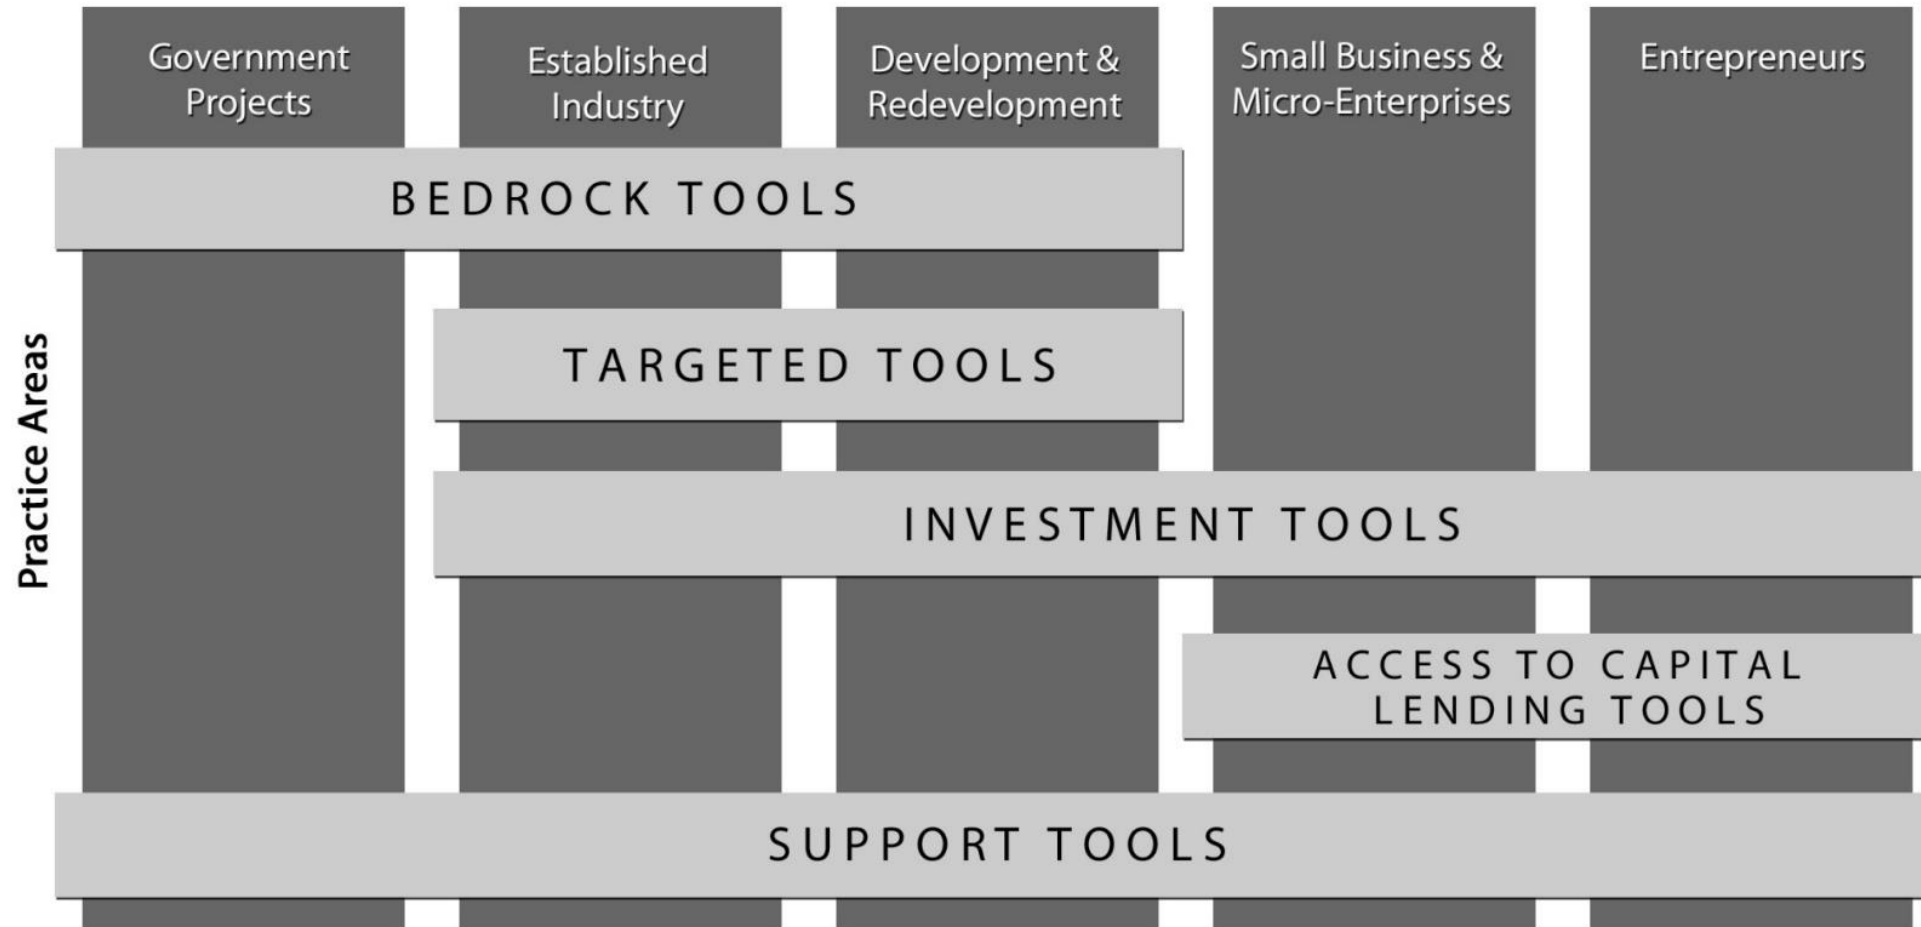 Government
Projects
Established
Industry
Development &
Redevelopment
Small Business &
Micro-Enterprises
Entrepreneurs
BEDROCK TOOLS
TARGETED TOOLS
Practice Areas
INVESTMENT TOOLS
ACCESS TO CAPITAL
LENDING TOOLS
SUPPORT TOOLS